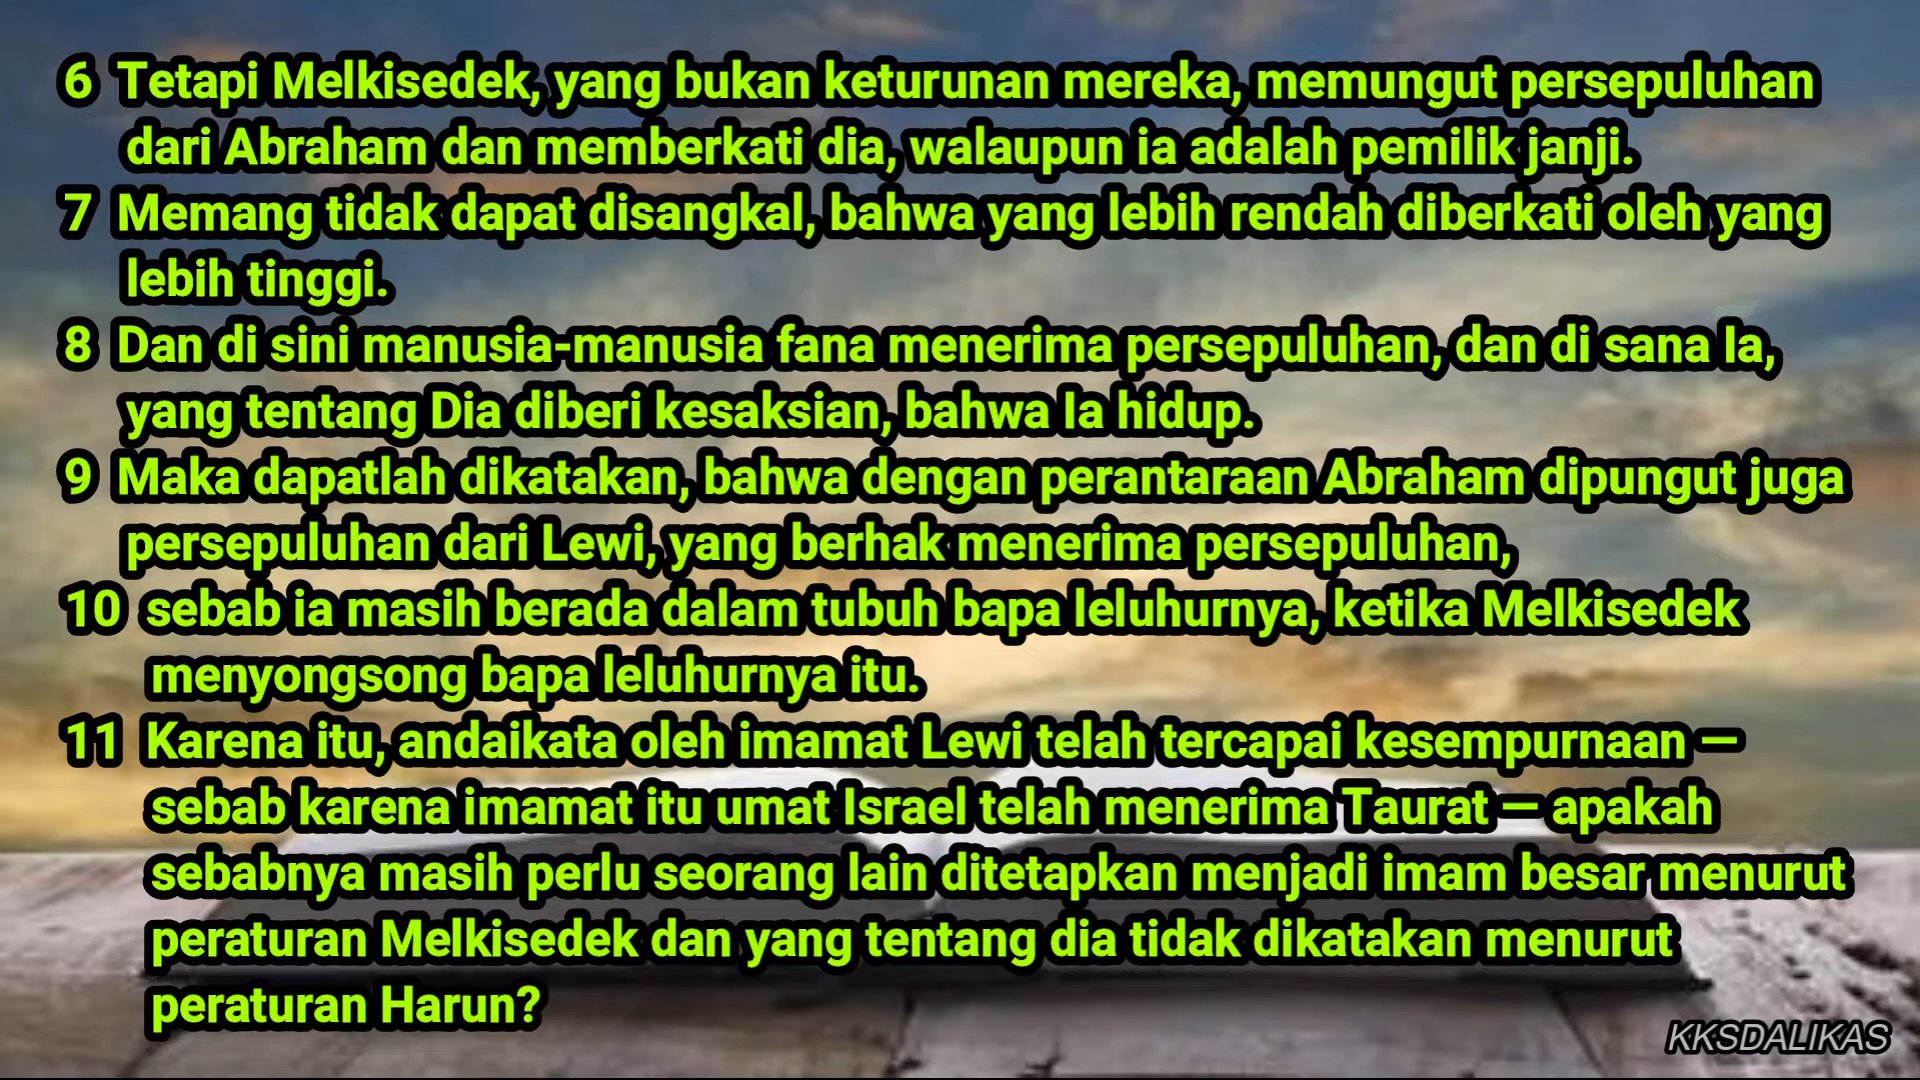 6 Tetapi Melkisedek, yang bukan keturunan mereka, memungut persepuluhan
dari Abraham dan memberkati dia, walaupun ia adalah pemilik janji.
7 Memang tidak dapat disangkal, bahwa yang lebih rendah diberkati oleh yang
lebih tinggi.
8 Dan di sini manusia-manusia fana menerima persepuluhan, dan di sana Ia,
yang tentang Dia diberi kesaksian, bahwa Ia hidup.
9 Maka dapatlah dikatakan, bahwa dengan perantaraan Abraham dipungut juga
persepuluhan dari Lewi, yang berhak menerima persepuluhan,
10 sebab ia masih berada dalam tubuh bapa leluhurnya, ketika Melkisedek
menyongsong bapa leluhurnya itu.
11 Karena itu, andaikata oleh imamat Lewi telah tercapai kesempurnaan —
sebab karena imamat itu umat Israel telah menerima Taurat — apakah
sebabnya masih perlu seorang lain ditetapkan menjadi imam besar menurut
peraturan Melkisedek dan yang tentang dia tidak dikatakan menurut
peraturan Harun?
KKSDALIKAS